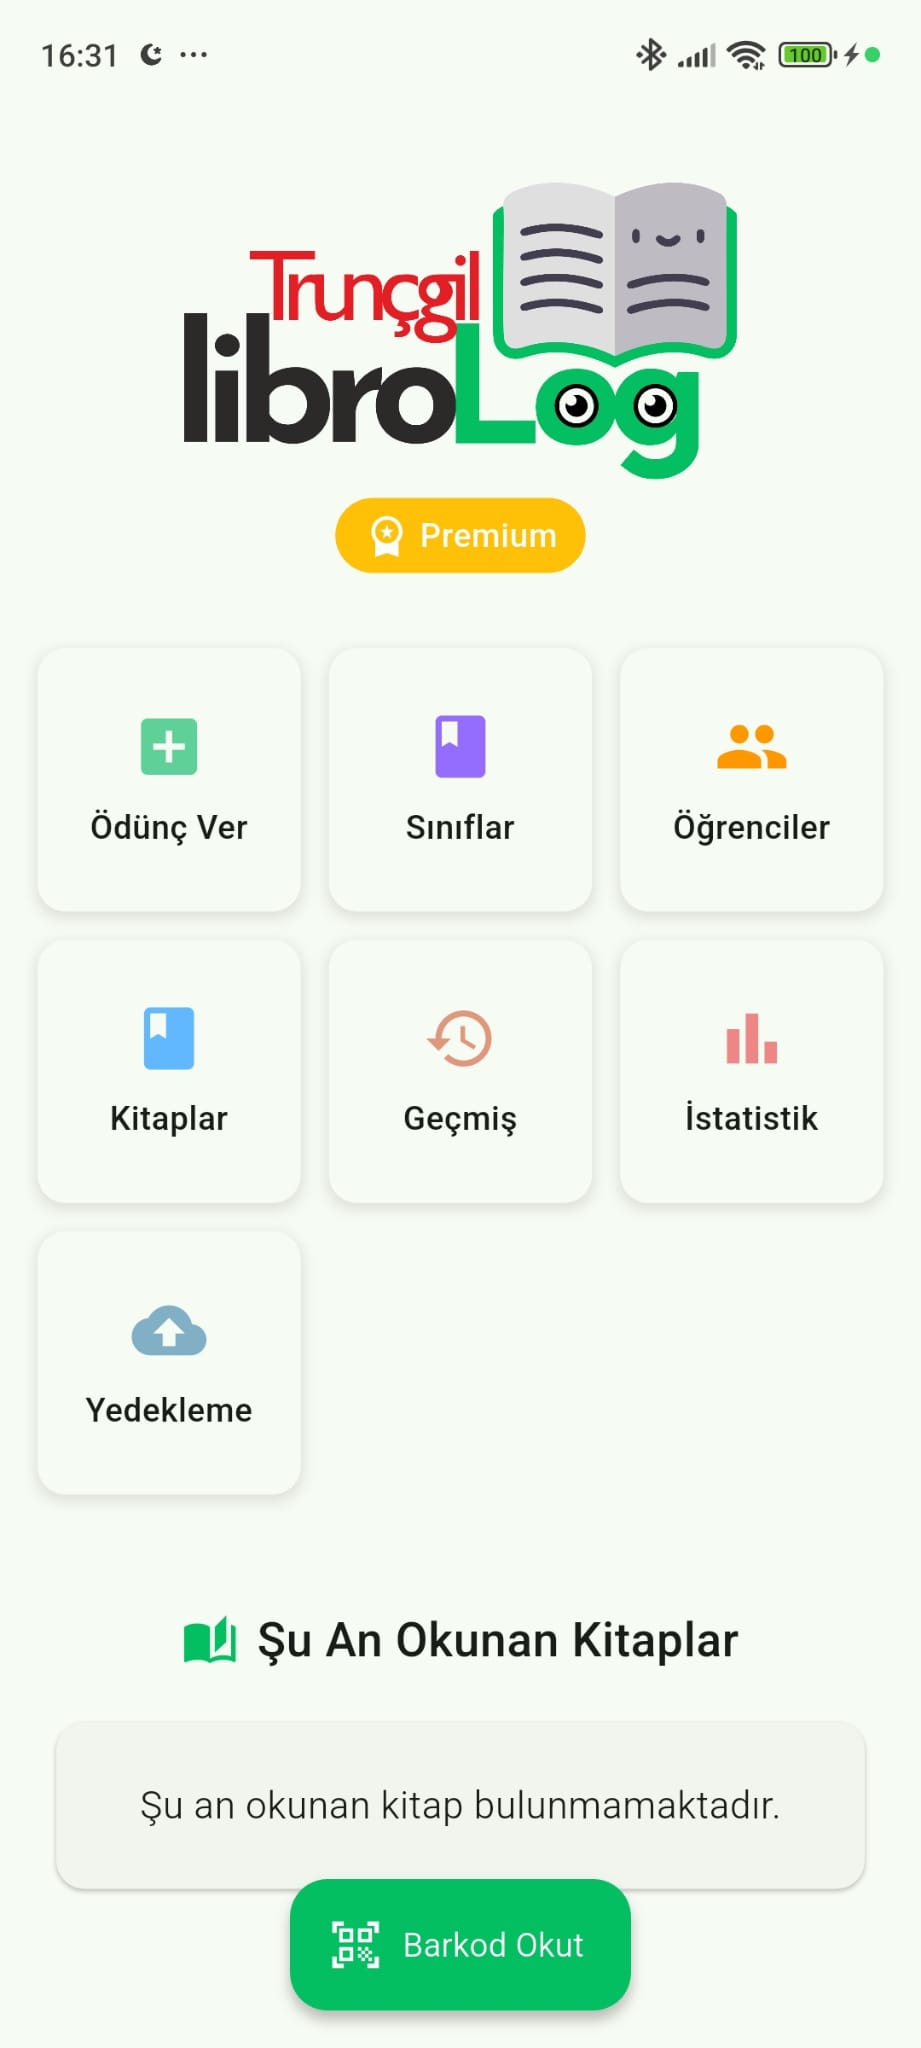 16:31
100
Trunçgil
libroLog
Premium
Ödünç Ver
Sınıflar
Öğrenciler
Kitaplar
Geçmiş
İstatistik
Yedekleme
Şu An Okunan Kitaplar
Şu an okunan kitap bulunmamaktadır.
Barkod Okut